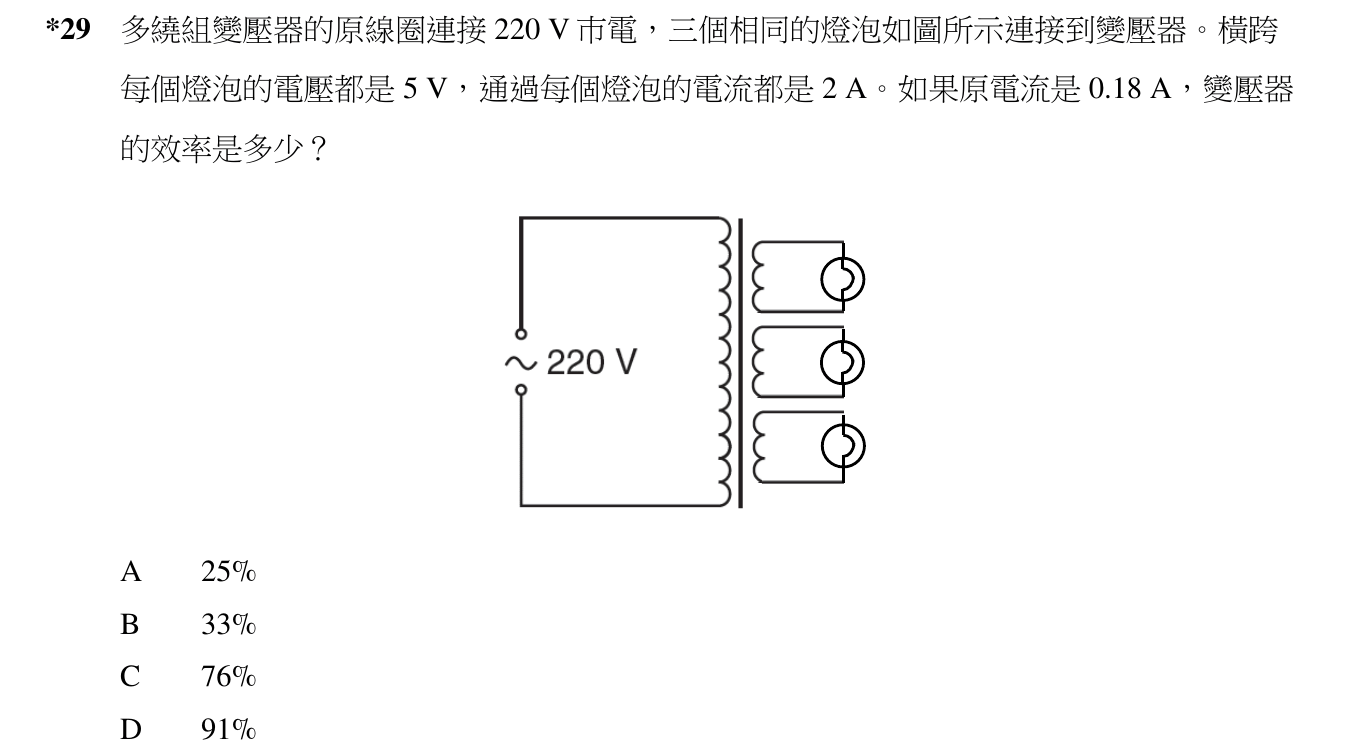 *29 多繞組變壓器的原線圈連接 220 V 市電，三個相同的燈泡如圖所示連接到變壓器。橫跨
每個燈泡的電壓都是 5 V，通過每個燈泡的電流都是 2 A。如果原電流是 0.18 A，變壓器
的效率是多少？
~ 220 V
A 25%
B 33%
C 76%
D 91%